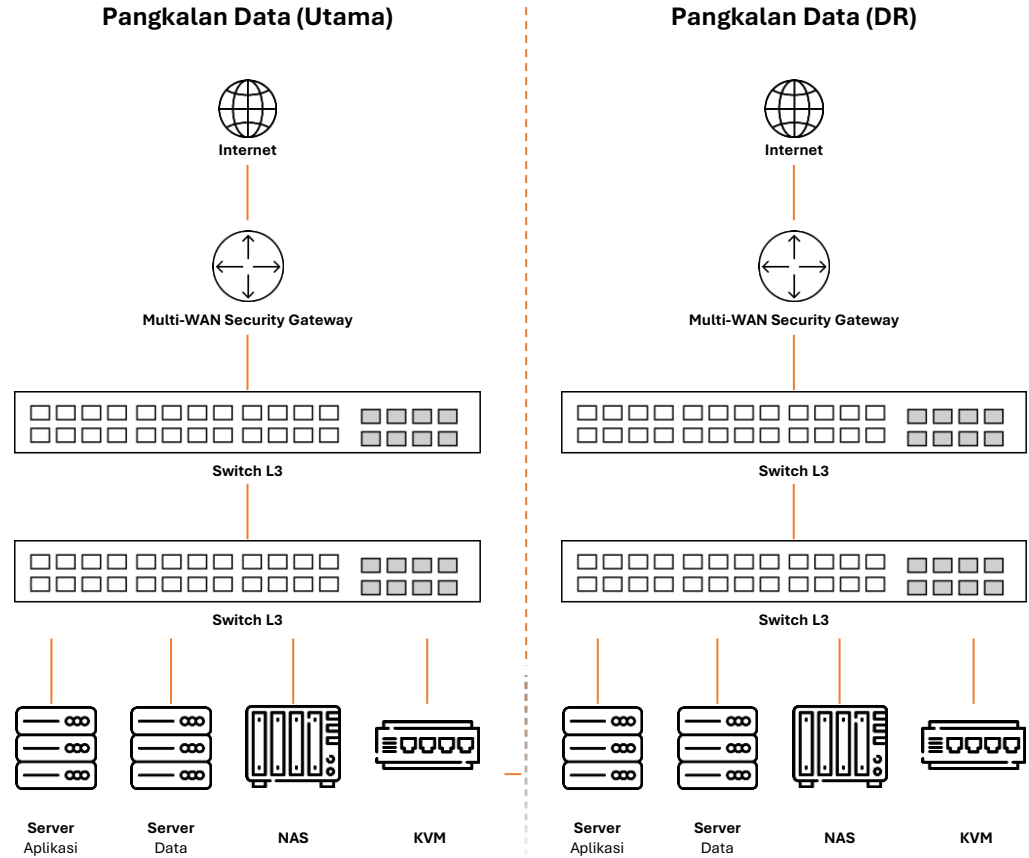 Pangkalan Data (Utama)
Internet
Multi-WAN Security Gateway
Switch L3
Switch L3
Server
Aplikasi
Server
Data
NAS
KVM
Pangkalan Data (DR)
Internet
Multi-WAN Security Gateway
Switch L3
Switch L3
Server
Aplikasi
Server
Data
NAS
KVM